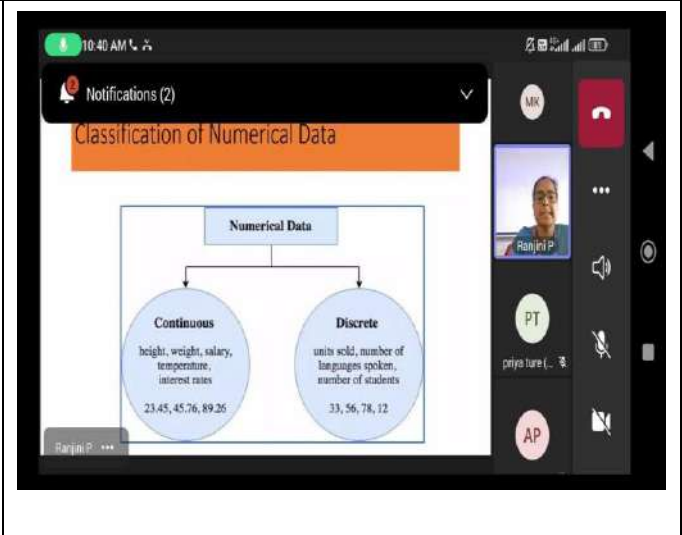 10:40 AM
Notifications (2)
2
Classification of Numerical Data
Numerical Data
Continuous
height, weight, salary,
temperature,
interest rates
23.45, 45.76, 89.26
Discrete
units sold, number of
languages spoken,
number of students
33, 56, 78, 12
Ranjini P
MK
Ranjini P
PT
priya ture (...
AP